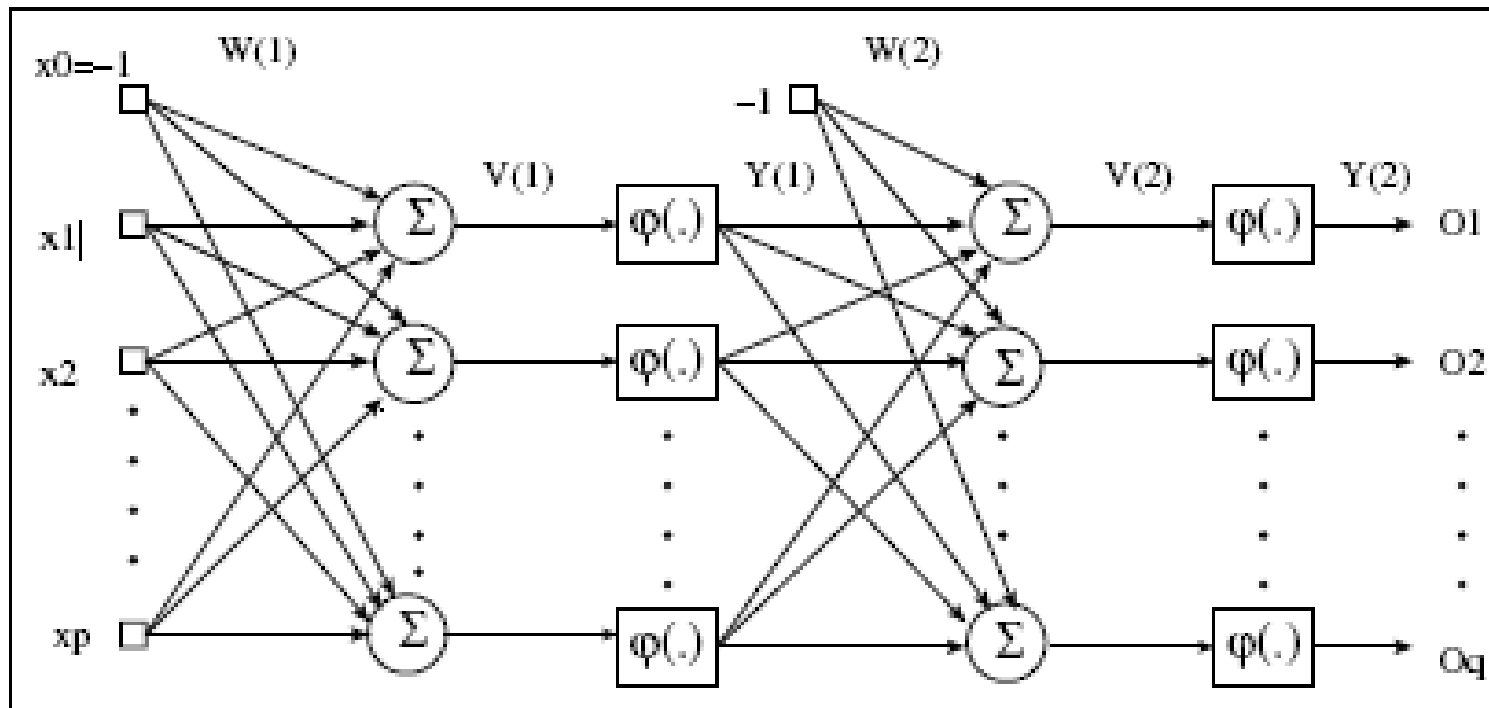 x0=−1 W(1) W(2)
−1
V(1) Y(1) V(2) Y(2)
x1| Σ φ(.) Σ φ(.) O1
x2 Σ φ(.) Σ φ(.) O2
xp Σ φ(.) Σ φ(.) Oq